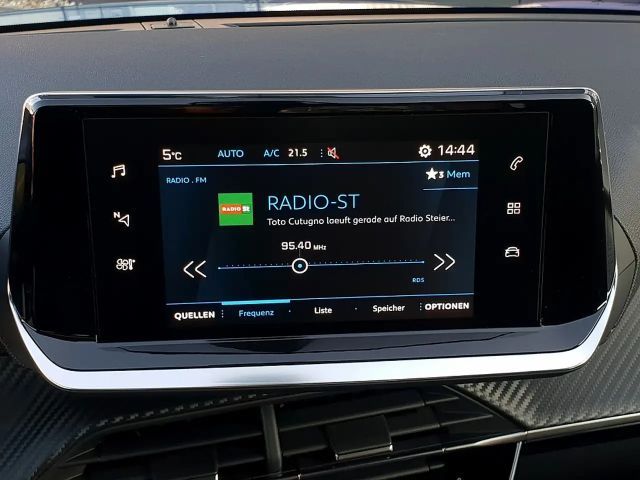 5°C AUTO A/C 21.5 14:44
RADIO . FM ★3 Mem
RADIO St RADIO-ST
Toto Cutugno laeuft gerade auf Radio Steier...
95.40 MHz
N
RDS
QUELLEN Frequenz Liste Speicher OPTIONEN